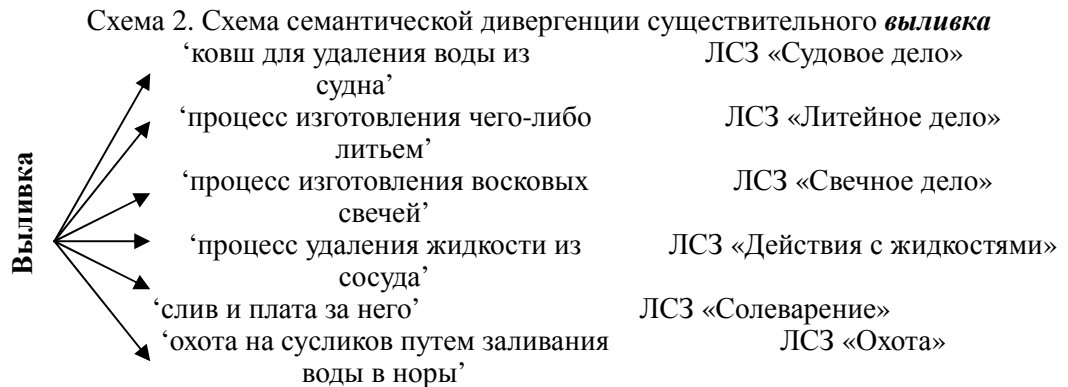 Схема 2. Схема семантической дивергенции существительного выливка
‘ковш для удаления воды из судна’ ЛСЗ «Судовое дело»
‘процесс изготовления чего-либо литьем’ ЛСЗ «Литейное дело»
‘процесс изготовления восковых свечей’ ЛСЗ «Свечное дело»
Выливка
‘процесс удаления жидкости из сосуда’ ЛСЗ «Действия с жидкостями»
‘слив и плата за него’ ЛСЗ «Солеварение»
‘охота на сусликов путем заливания воды в норы’ ЛСЗ «Охота»